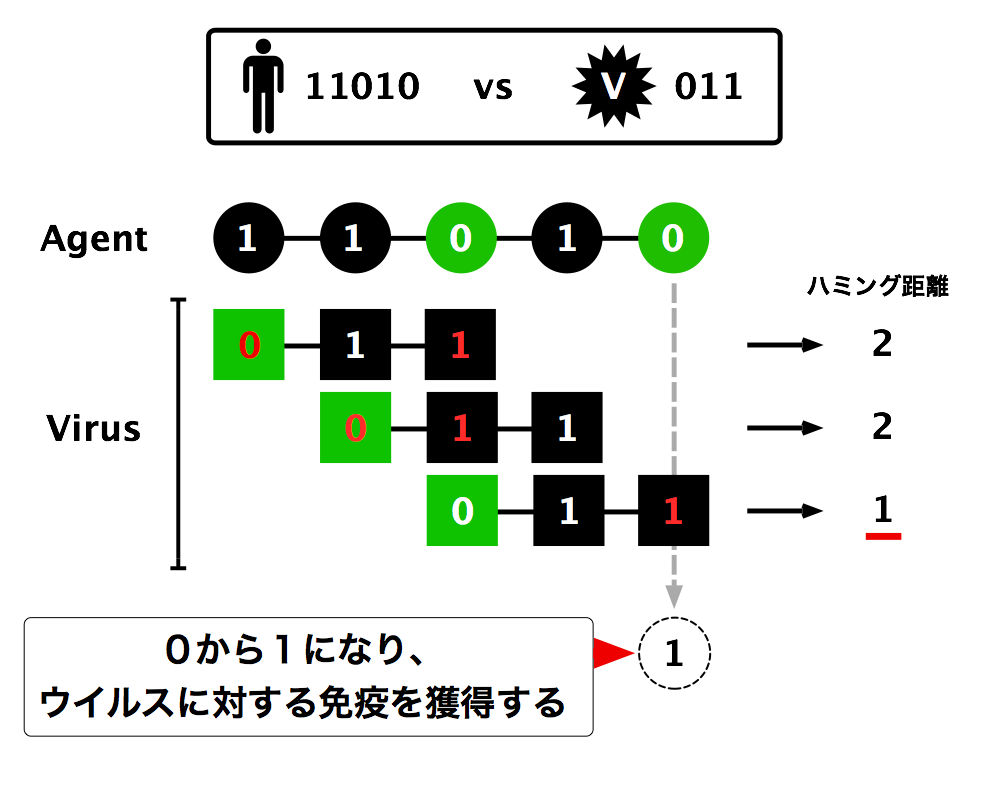 11010 vs V 011
Agent 1 1 0 1 0
ハミング距離
0 1 1 2
Virus
0 1 1 2
0 1 1 1
０から１になり、
1
ウイルスに対する免疫を獲得する